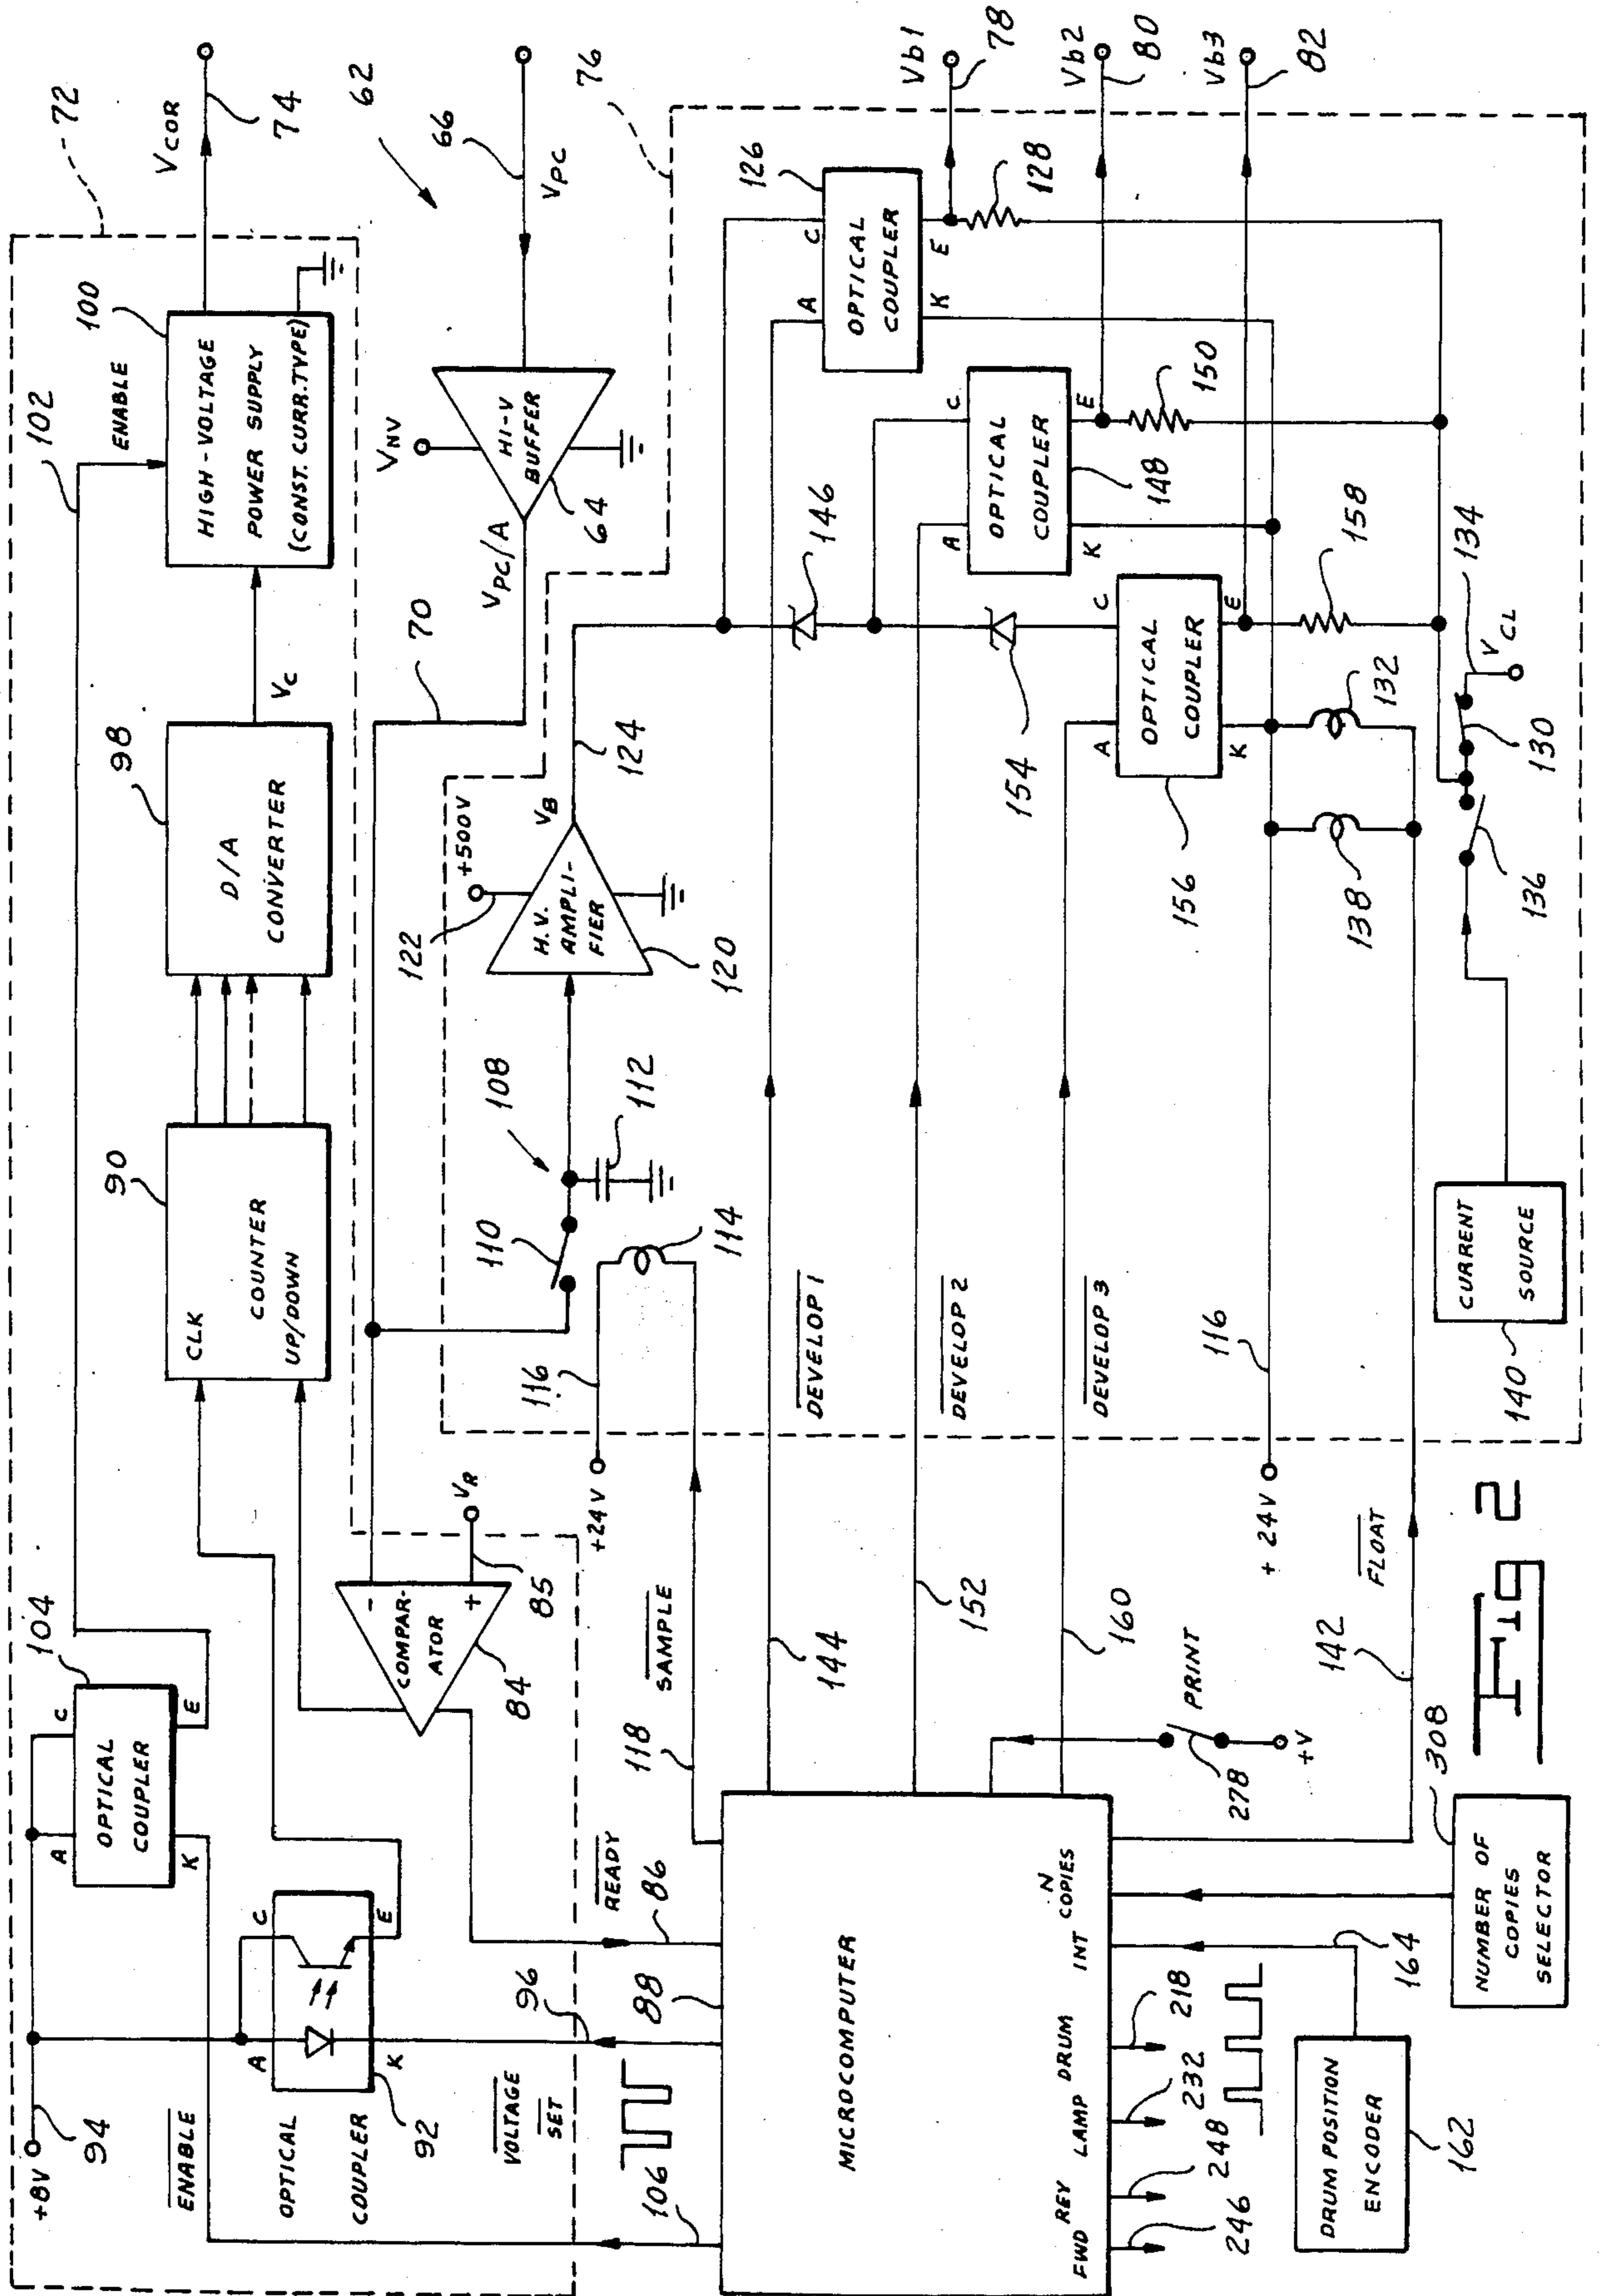 72
VCOR
74
102
ENABLE
100
HIGH-VOLTAGE
POWER SUPPLY
(CONST. CURR. TYPE)
VC
98
D/A
CONVERTER
90
CLK
COUNTER
UP/DOWN
104
C
A
OPTICAL
COUPLER
E
K
+8V
94
ENABLE
OPTICAL
COUPLER
92
A
C
K
E
VOLTAGE
SET
106
96
READY
86
88
COMPAR-
ATOR
-
+
84
85
VR
62
66
VPC
VNV
HI-V
BUFFER
64
VPC/A
70
76
+500V
122
VB
H.V.
AMPLI-
FIER
120
124
108
112
110
114
116
+24V
SAMPLE
118
126
A
C
OPTICAL
COUPLER
K
E
128
Vb1
78
Vb2
80
Vb3
82
146
A
C
OPTICAL
COUPLER
K
E
148
150
154
A
C
OPTICAL
COUPLER
K
E
156
158
132
138
134
VCL
130
136
DEVELOP 1
DEVELOP 2
DEVELOP 3
144
152
160
116
+24V
FLOAT
142
CURRENT
SOURCE
140
PRINT
278
+V
MICROCOMPUTER
FWD
REV
LAMP
DRUM
INT
N
COPIES
246
248
232
218
164
DRUM POSITION
ENCODER
162
NUMBER OF
COPIES
SELECTOR
308
Fig 2